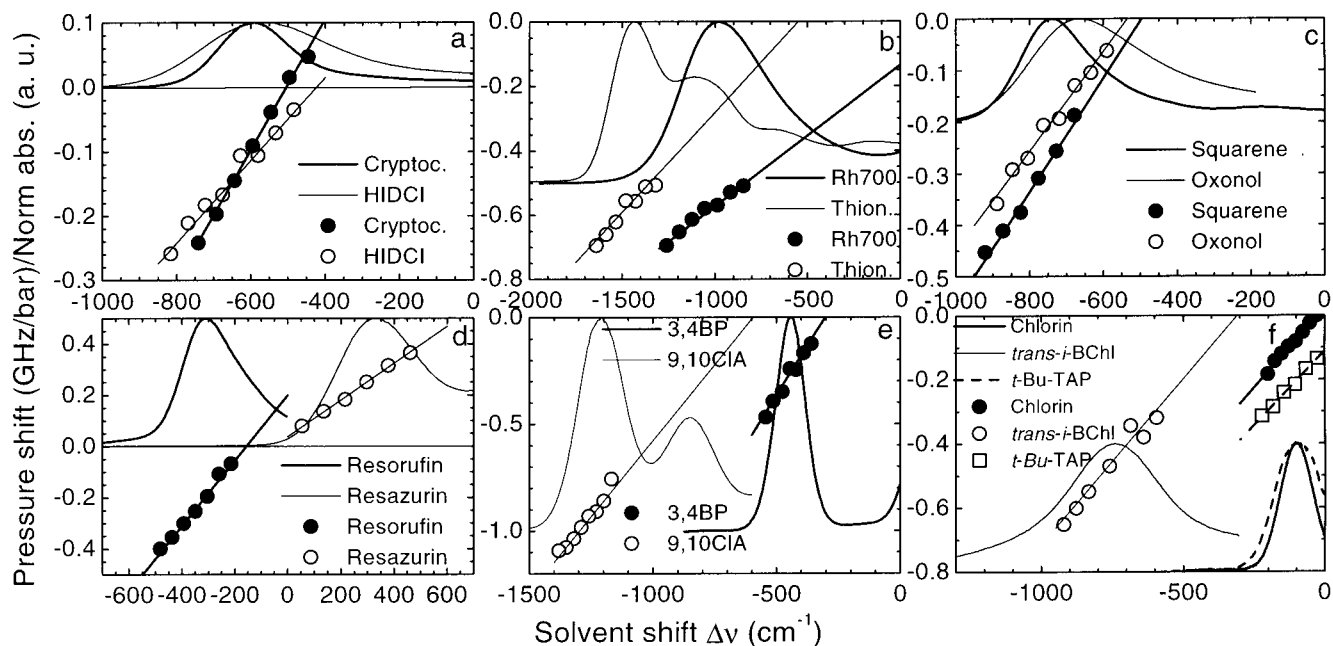 Pressure shift (GHz/bar)/Norm abs. (a. u.)
a
0.1
0.0
-0.1
-0.2
-0.3
Cryptoc.
HIDCI
Cryptoc.
HIDCI
-1000 -800 -600 -400 -200
b
0.0
-0.2
-0.4
-0.6
-0.8
Rh700
Thion.
Rh700
Thion.
-2000 -1500 -1000 -500 0
c
0.0
-0.1
-0.2
-0.3
-0.4
-0.5
Squarene
Oxonol
Squarene
Oxonol
-1000 -800 -600 -400 -200 0
d
0.4
0.2
0.0
-0.2
-0.4
Resorufin
Resazurin
Resorufin
Resazurin
-600 -400 -200 0 200 400 600
e
0.0
-0.5
-1.0
3,4BP
9,10ClA
3,4BP
9,10ClA
-1500 -1000 -500 0
f
0.0
-0.2
-0.4
-0.6
-0.8
Chlorin
trans-i-BChl
t-Bu-TAP
Chlorin
trans-i-BChl
t-Bu-TAP
-1000 -500 0
Solvent shift Δν (cm⁻¹)